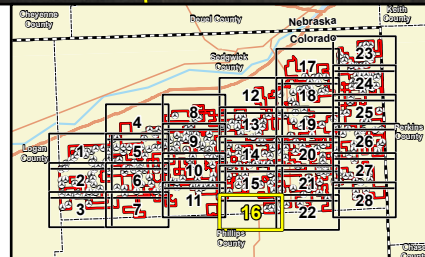 Cheyenne
County
Deuel County
Keith
County
Nebraska
Colorado
Sedgwick
County
Logan
County
Perkins
County
Phillips
County
Chase
1
2
3
4
5
6
7
8
9
10
11
12
13
14
15
16
17
18
19
20
21
22
23
24
25
26
27
28